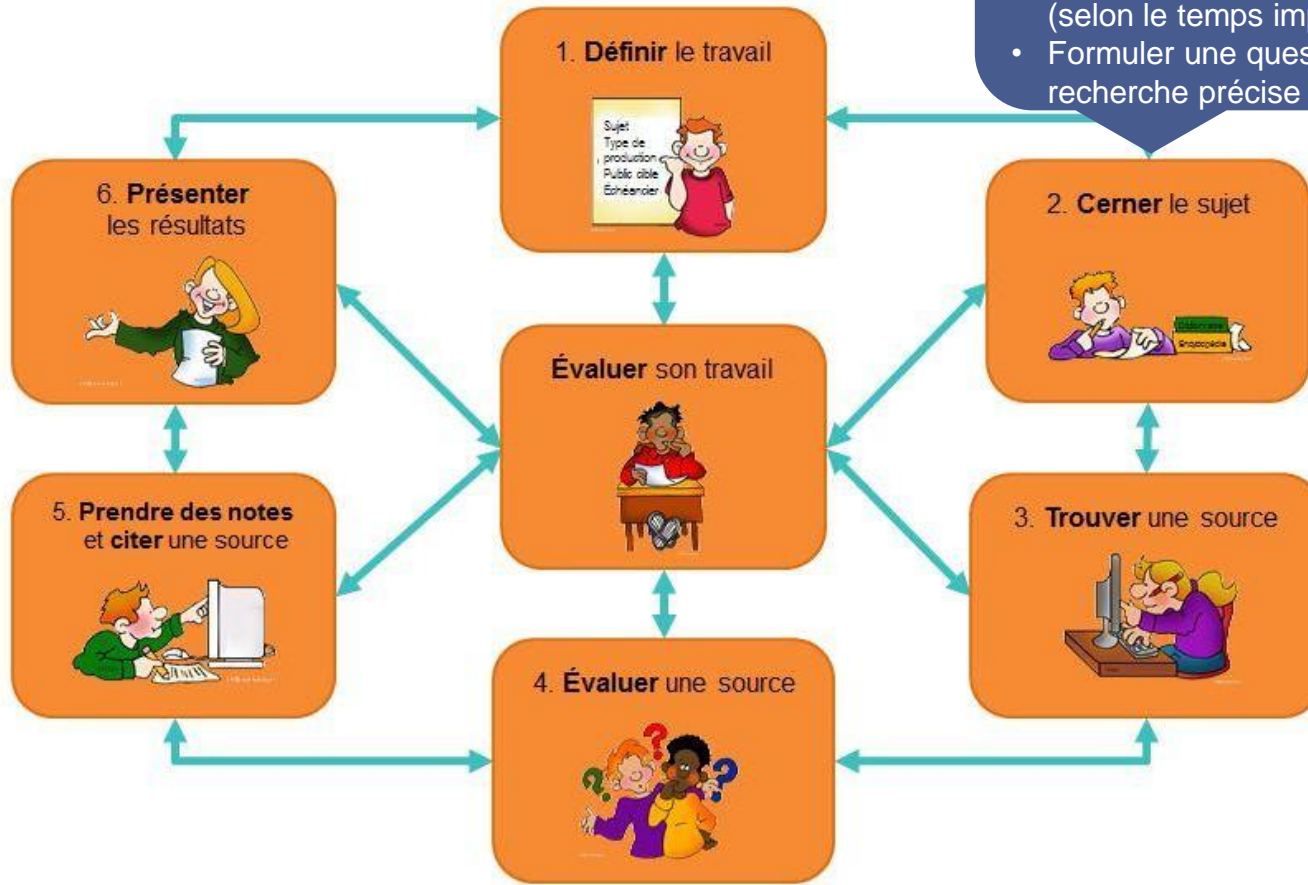 (selon le temps
• Formuler une
recherche précise
1. Définir le travail
Sujet
Type de
production
Public cible
Échéancier
6. Présenter
les résultats
2. Cerner le sujet
Dictionnaire
Encyclopédie
Évaluer son travail
5. Prendre des notes
et citer une source
3. Trouver une source
4. Évaluer une source